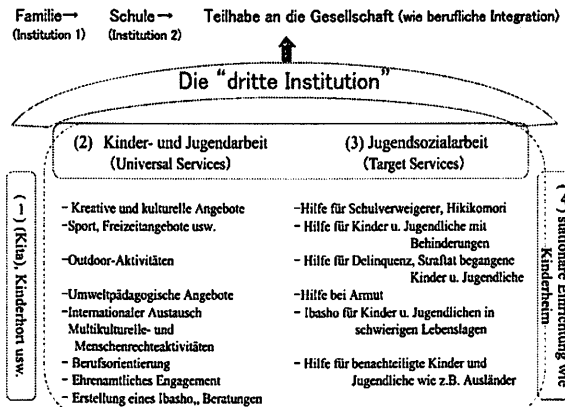 Familie→ Schule→ Teilhabe an die Gesellschaft (wie berufliche Integration)
(Institution 1) (Institution 2)
Die "dritte Institution"
(2) Kinder- und Jugendarbeit
(Universal Services)
(3) Jugendsozialarbeit
(Target Services)
(一) (Kita), Kinderhort usw.
- Kreative und kulturelle Angebote
- Sport, Freizeitangebote usw.
- Outdoor-Aktivitäten
- Umweltpädagogische Angebote
- Internationaler Austausch
Multikulturelle- und
Menschenrechteaktivitäten
- Berufsorientierung
- Ehrenamtliches Engagement
- Erstellung eines Ibasho„ Beratungen
-Hilfe für Schulverweigerer, Hikikomori
- Hilfe für Kinder u. Jugendliche mit
Behinderungen
- Hilfe für Delinquenz, Straftat begangene
Kinder u. Jugendliche
-Hilfe bei Armut
- Ibasho für Kinder u. Jugendlichen in
schwierigen Lebenslagen
- Hilfe für benachteiligte Kinder und
Jugendliche wie z.B. Ausländer
stationäre Einrichtung wie
Kinderheim